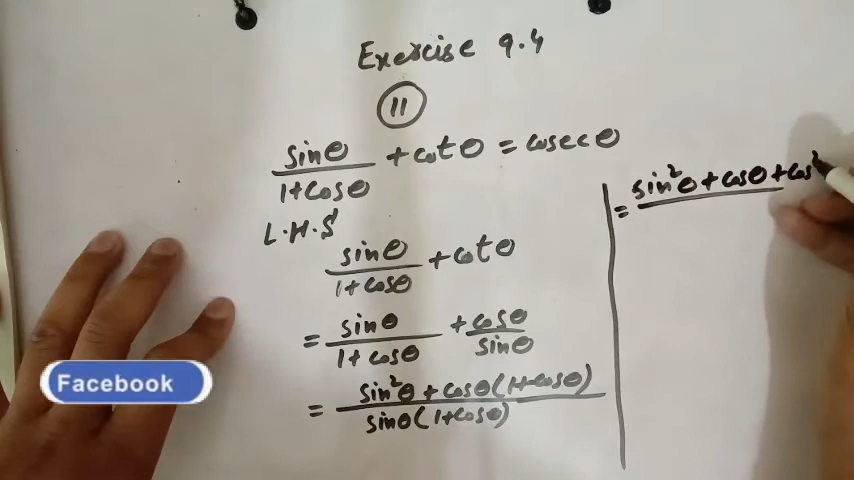 Exercise 9.4
11
sinθ/1+cosθ + cotθ = cosecθ
L.H.S
sinθ/1+cosθ + cotθ
= sinθ/1+cosθ + cosθ/sinθ
= sin²θ + cosθ(1+cosθ)/sinθ(1+cosθ)
= sin²θ + cosθ + cos²
Facebook